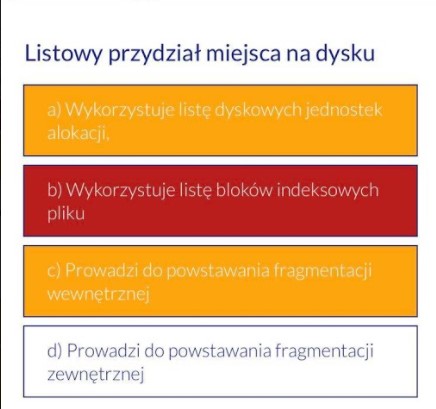 Listowy przydział miejsca na dysku
a) Wykorzystuje listę dyskowych jednostek
alokacji,
b) Wykorzystuje listę bloków indeksowych
pliku
c) Prowadzi do powstawania fragmentacji
wewnętrznej
d) Prowadzi do powstawania fragmentacji
zewnętrznej